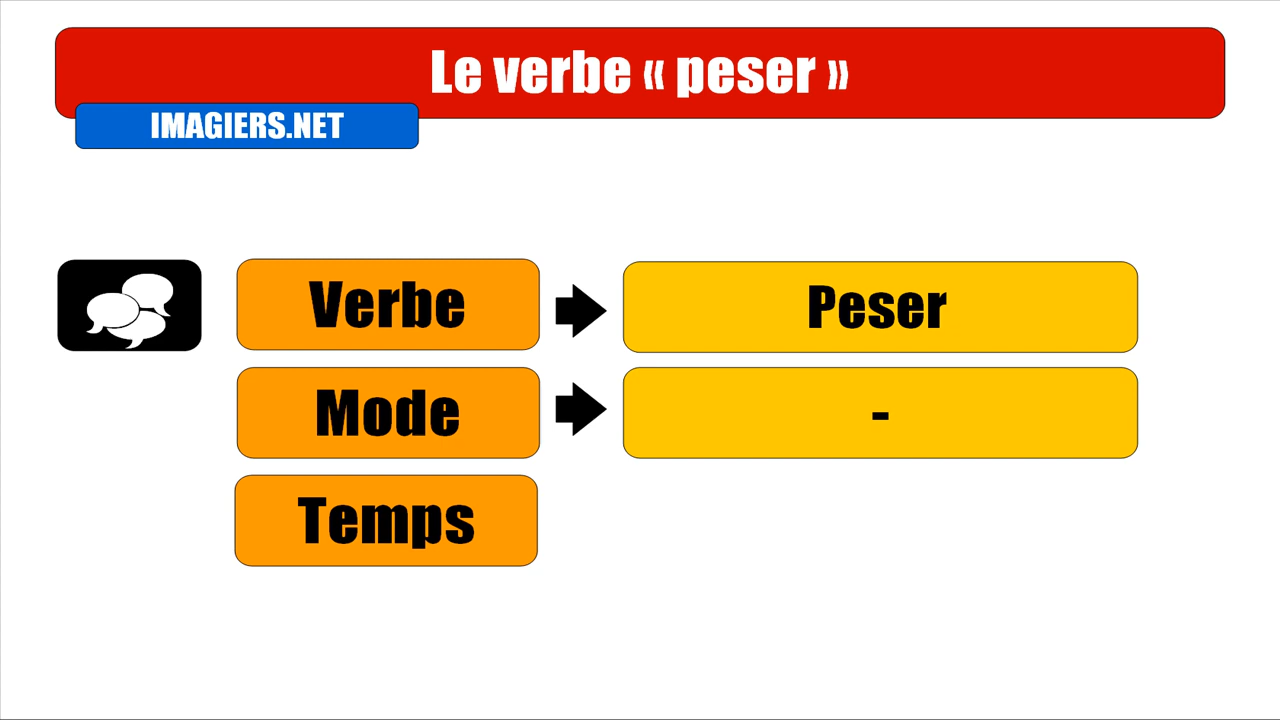 Le verbe « peser »
IMAGIERS.NET
Verbe
Peser
Mode
-
Temps